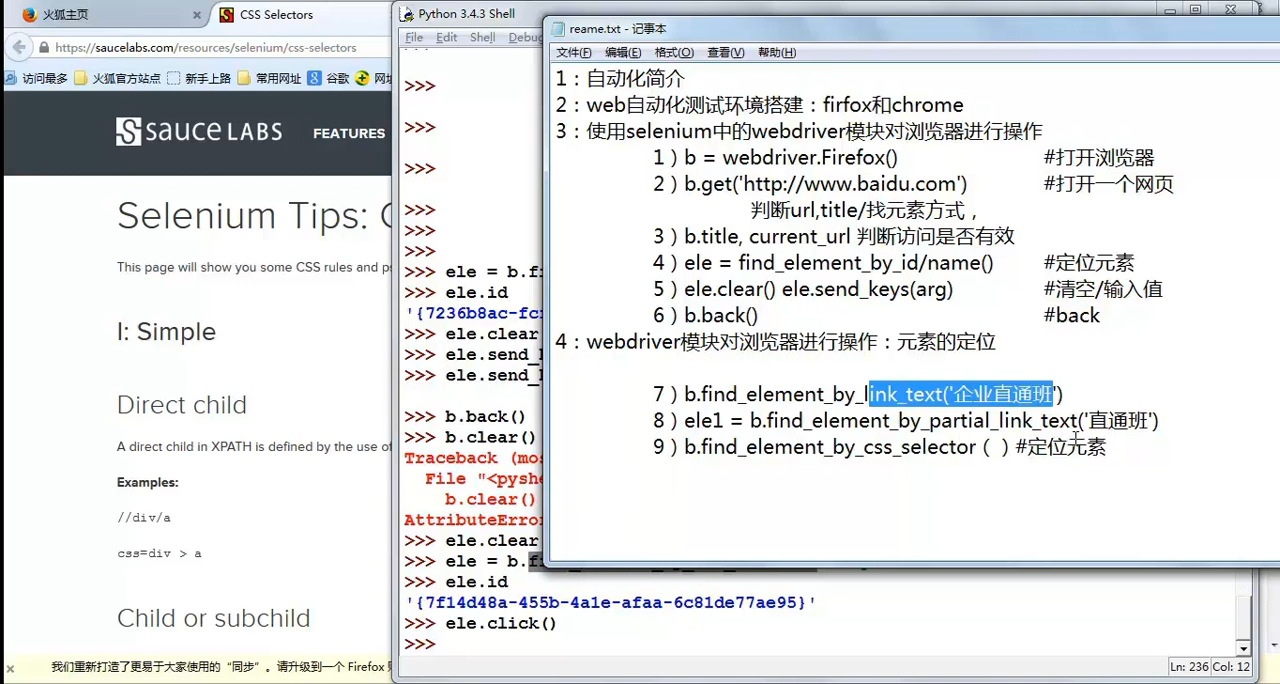 火狐主页
CSS Selectors
https://saucelabs.com/resources/selenium/css-selectors
访问最多 火狐官方站点 新手上路 常用网址 谷歌
SAUCE LABS
FEATURES
Selenium Tips:
This page will show you some CSS rules and
I: Simple
Direct child
A direct child in XPATH is defined by the use of
Examples:
//div/a
css=div > a
Child or subchild
我们重新打造了更易于大家使用的“同步”。请升级到一个 Firefox
Python 3.4.3 Shell
File Edit Shell Debug
>>>
>>>
>>>
>>>
>>>
>>>
>>> ele = b.
>>> ele.id
'{7236b8ac-
>>> ele.clear
>>> ele.send_
>>> ele.send_
>>> b.back()
>>> b.clear()
Traceback
File "<pysh
b.clear()
AttributeError
>>> ele.clear
>>> ele = b.
>>> ele.id
'{7f14d48a-455b-4a1e-afaa-6c81de77ae95}'
>>> ele.click()
>>>
Ln: 236 Col: 12
reame.txt - 记事本
文件(F) 编辑(E) 格式(O) 查看(V) 帮助(H)
1：自动化简介
2：web自动化测试环境搭建：firfox和chrome
3：使用selenium中的webdriver模块对浏览器进行操作
1）b = webdriver.Firefox() #打开浏览器
2）b.get('http://www.baidu.com') #打开一个网页
判断url,title/找元素方式，
3）b.title, current_url 判断访问是否有效
4）ele = find_element_by_id/name() #定位元素
5）ele.clear() ele.send_keys(arg) #清空/输入值
6）b.back() #back
4：webdriver模块对浏览器进行操作：元素的定位
7）b.find_element_by_link_text('企业直通班')
8）ele1 = b.find_element_by_partial_link_text('直通班')
9）b.find_element_by_css_selector（ ）#定位元素